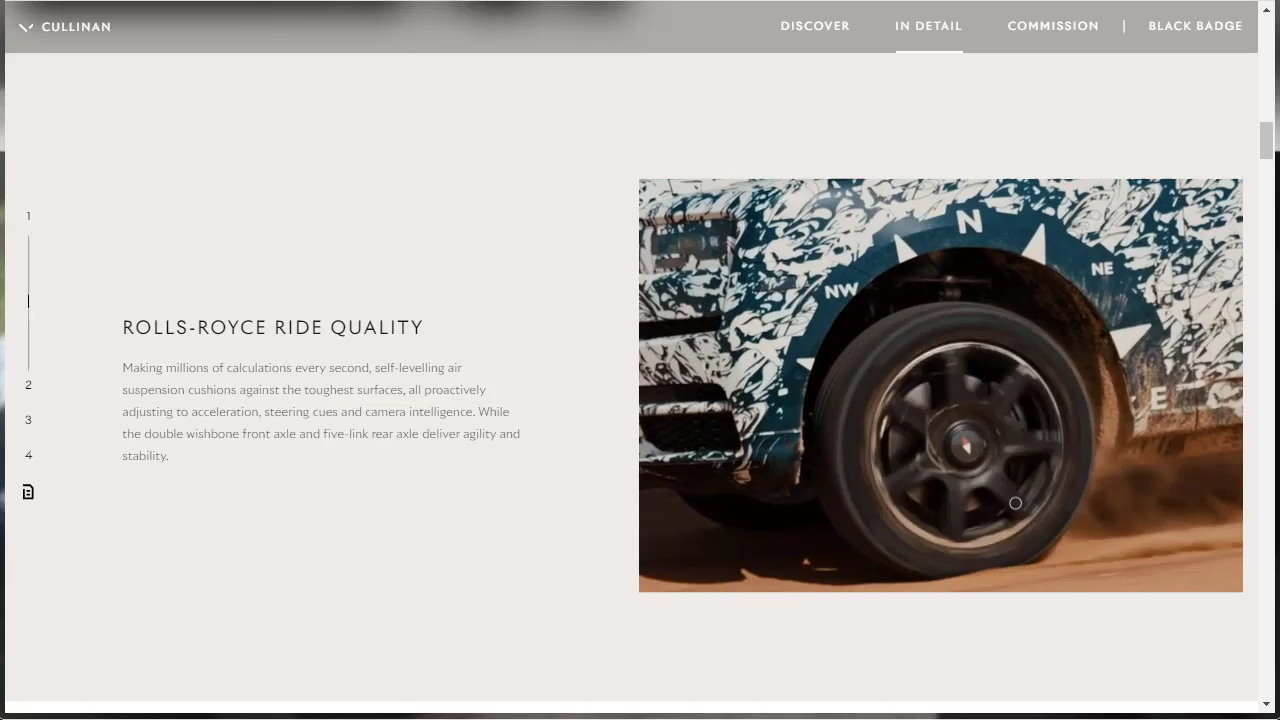 CULLINAN
DISCOVER
IN DETAIL
COMMISSION
|
BLACK BADGE
1
2
3
4
ROLLS-ROYCE RIDE QUALITY
Making millions of calculations every second, self-levelling air
suspension cushions against the toughest surfaces, all proactively
adjusting to acceleration, steering cues and camera intelligence. While
the double wishbone front axle and five-link rear axle deliver agility and
stability.
N
NE
NW
E